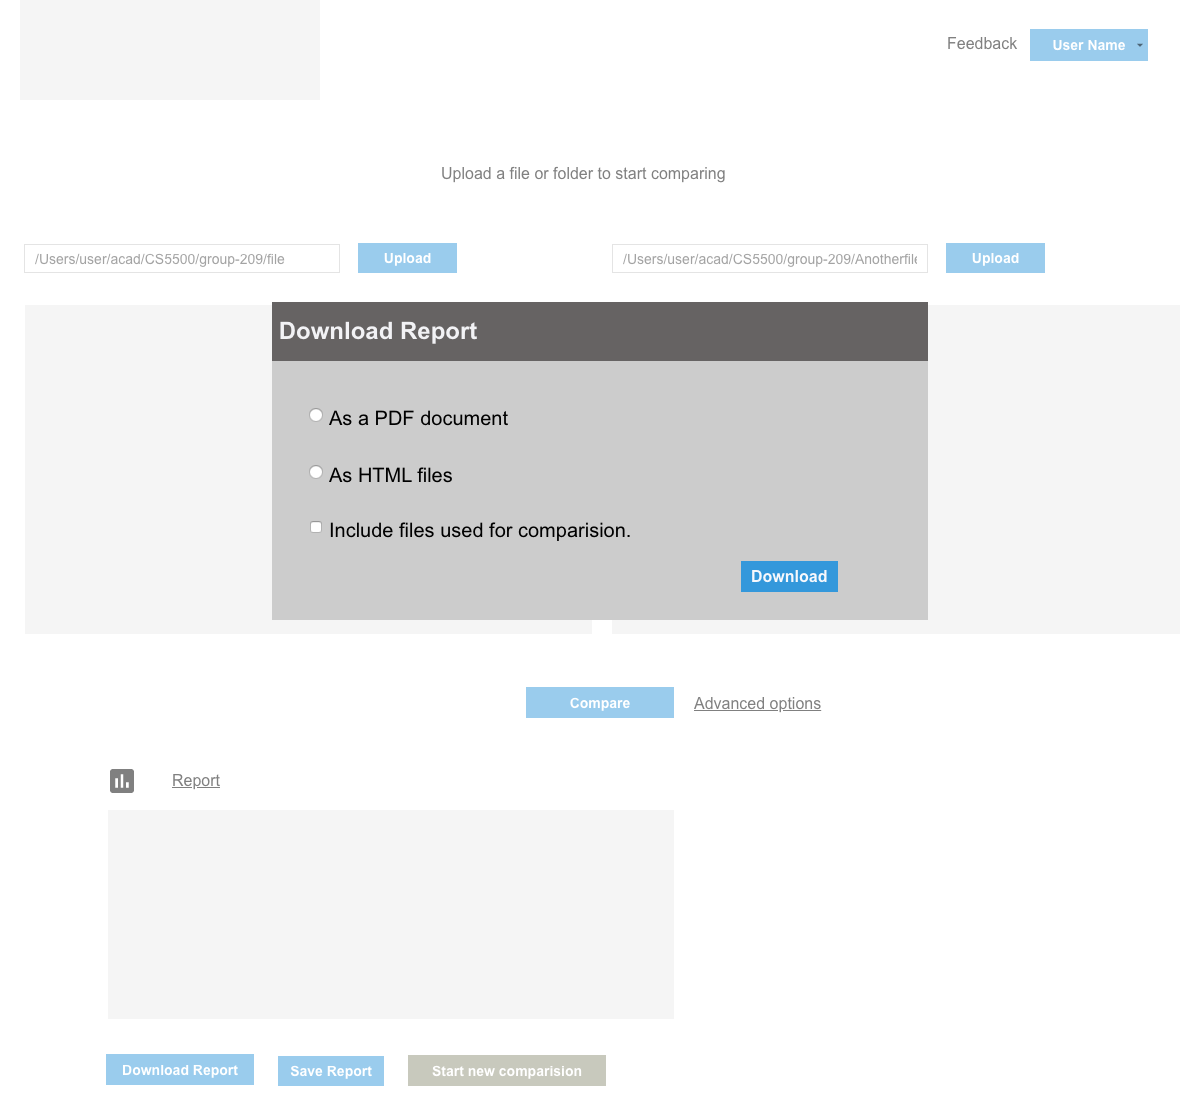 Feedback
User Name
Upload a file or folder to start comparing
/Users/user/acad/CS5500/group-209/file
Upload
/Users/user/acad/CS5500/group-209/Anotherfile
Upload
Download Report
As a PDF document
As HTML files
Include files used for comparision.
Download
Compare
Advanced options
Report
Download Report
Save Report
Start new comparision